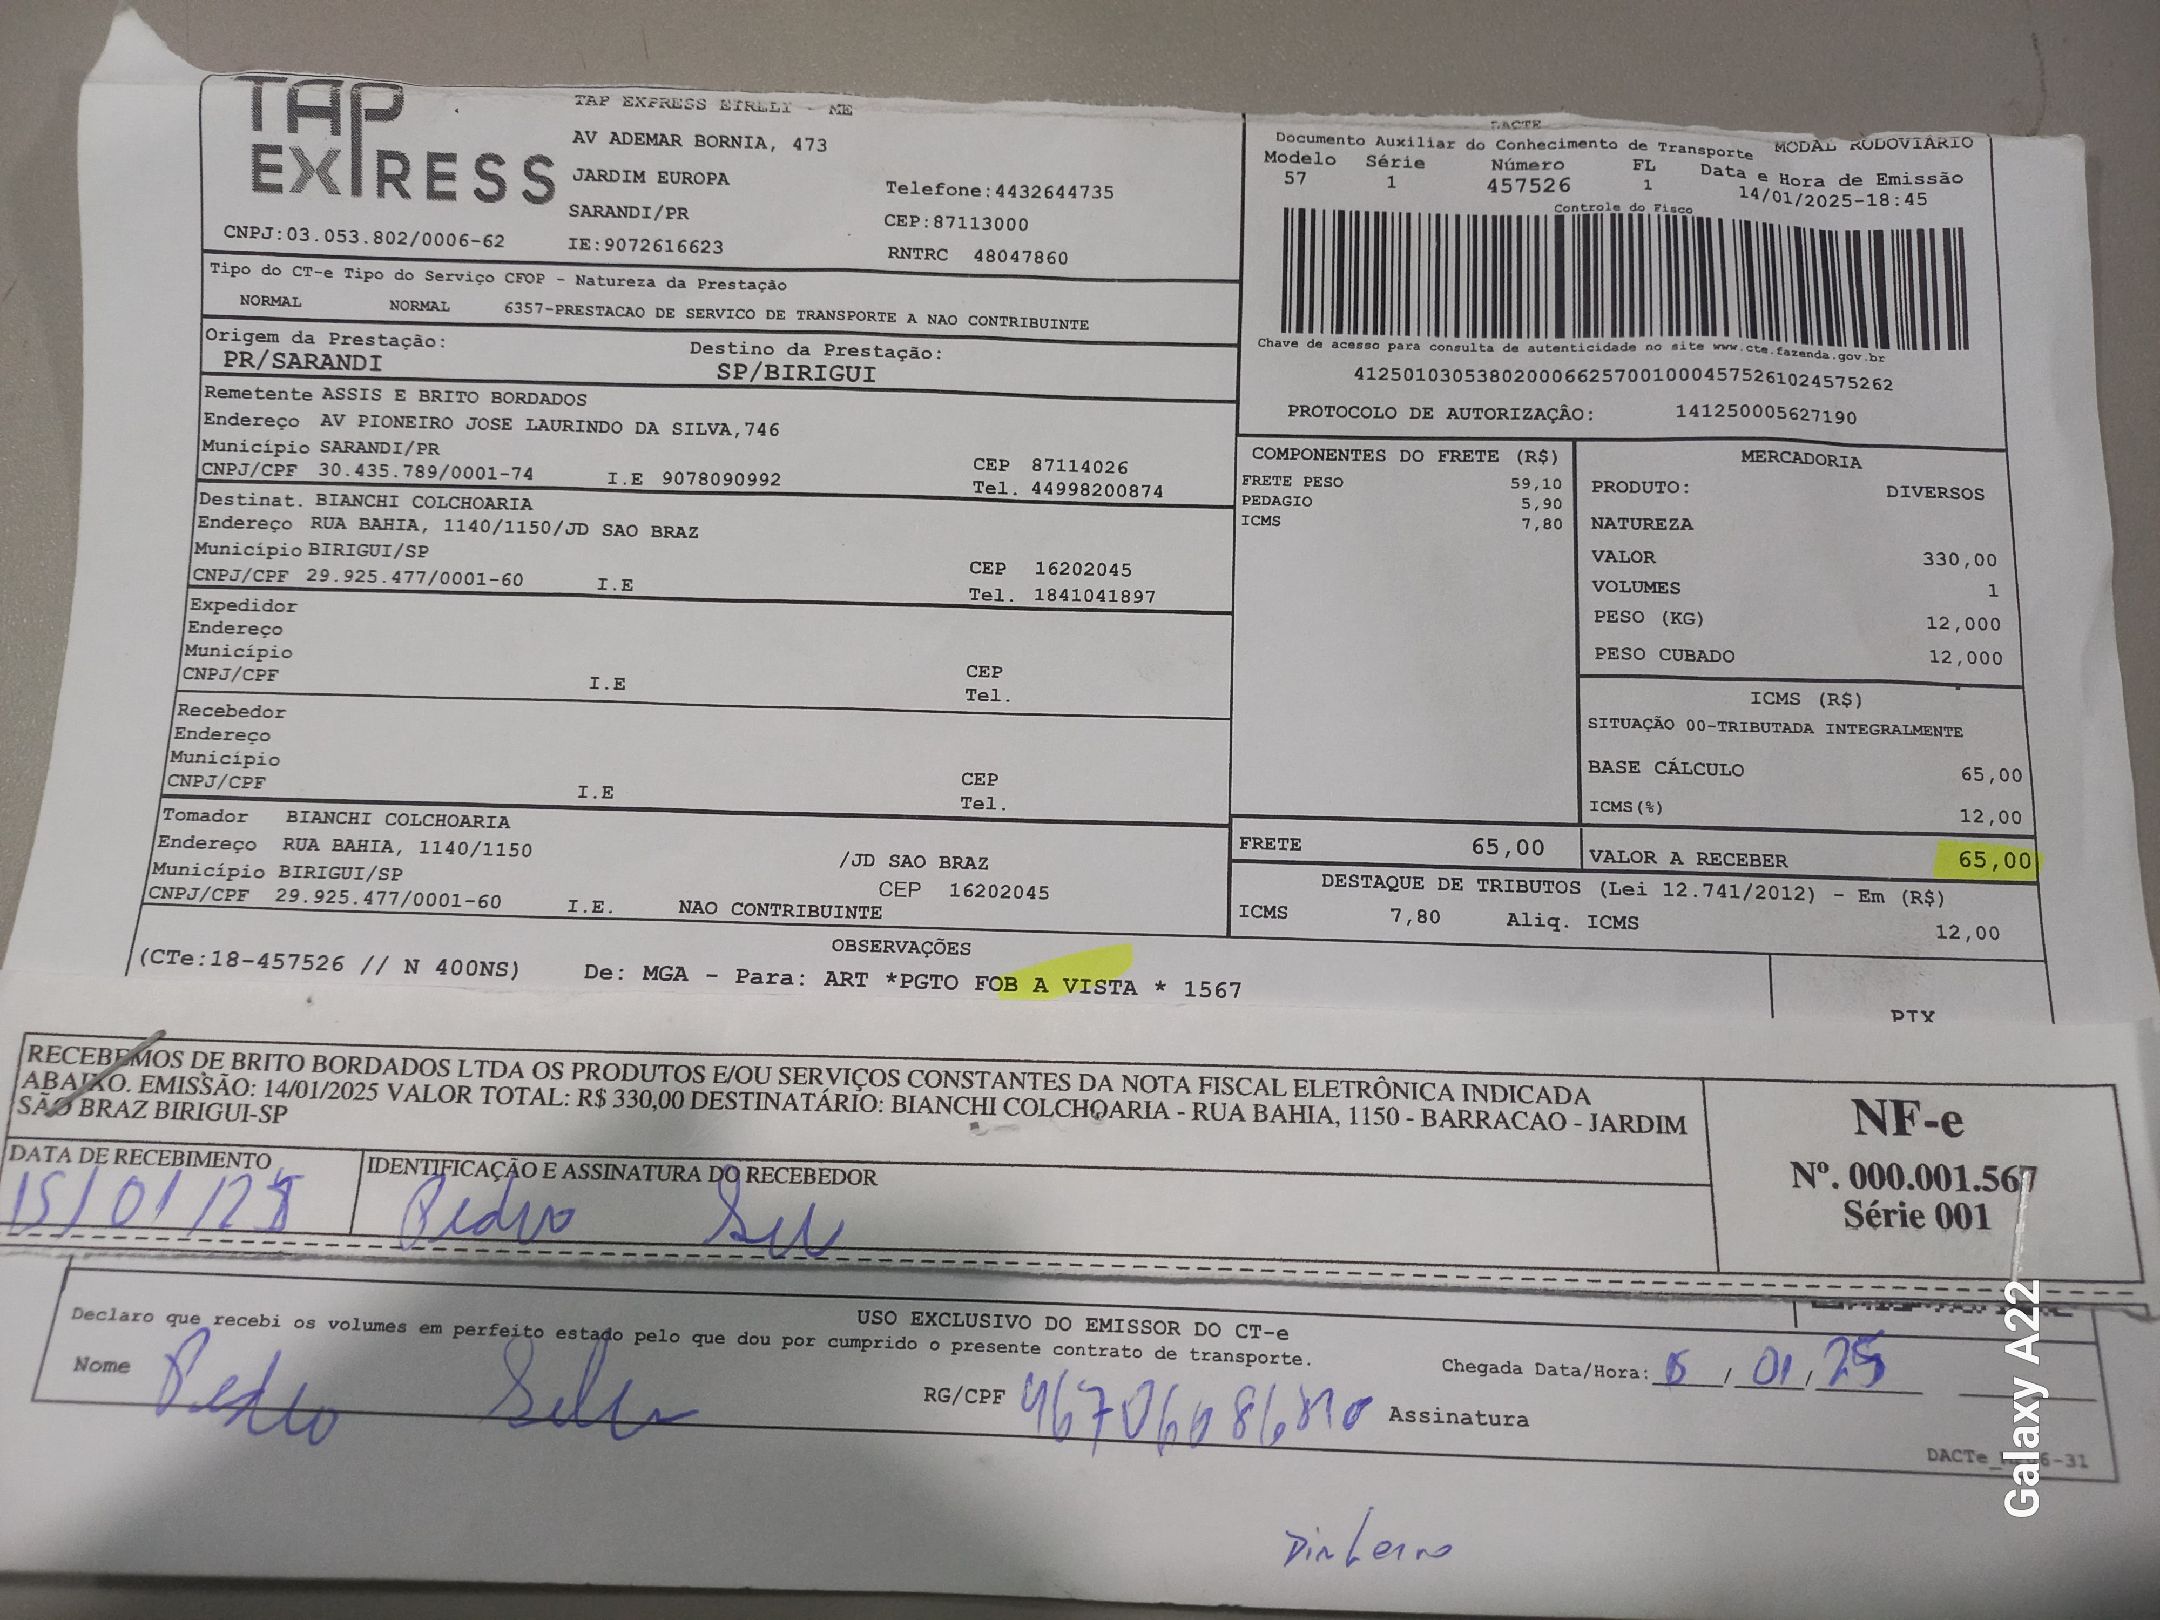 TAP EXPRESS
TAP EXPRESS EIRELI - ME
AV ADEMAR BORNIA, 473
JARDIM EUROPA
SARANDI/PR
IE:9072616623
CNPJ:03.053.802/0006-62
Telefone:4432644735
CEP:87113000
RNTRC 48047860
DACTE
Documento Auxiliar do Conhecimento de Transporte MODAL RODOVIÁRIO
Modelo Série Número FL Data e Hora de Emissão
57 1 457526 1 14/01/2025-18:45
Controle do Fisco
Chave de acesso para consulta de autenticidade no site www.cte.fazenda.gov.br
41250103053802000662570010004575261024575262
PROTOCOLO DE AUTORIZAÇÃO: 141250005627190
Tipo do CT-e Tipo do Serviço CFOP - Natureza da Prestação
NORMAL NORMAL 6357-PRESTACAO DE SERVICO DE TRANSPORTE A NAO CONTRIBUINTE
Origem da Prestação: Destino da Prestação:
PR/SARANDI SP/BIRIGUI
Remetente ASSIS E BRITO BORDADOS
Endereço AV PIONEIRO JOSE LAURINDO DA SILVA,746
Município SARANDI/PR CEP 87114026
CNPJ/CPF 30.435.789/0001-74 I.E 9078090992 Tel. 44998200874
Destinat. BIANCHI COLCHOARIA
Endereço RUA BAHIA, 1140/1150/JD SAO BRAZ
Município BIRIGUI/SP CEP 16202045
CNPJ/CPF 29.925.477/0001-60 I.E Tel. 1841041897
Expedidor
Endereço
Município CEP
CNPJ/CPF I.E Tel.
Recebedor
Endereço
Município CEP
CNPJ/CPF I.E Tel.
Tomador BIANCHI COLCHOARIA
Endereço RUA BAHIA, 1140/1150 /JD SAO BRAZ
Município BIRIGUI/SP CEP 16202045
CNPJ/CPF 29.925.477/0001-60 I.E. NAO CONTRIBUINTE
COMPONENTES DO FRETE (R$)
FRETE PESO 59,10
PEDAGIO 5,90
ICMS 7,80
MERCADORIA
PRODUTO: DIVERSOS
NATUREZA
VALOR 330,00
VOLUMES 1
PESO (KG) 12,000
PESO CUBADO 12,000
ICMS (R$)
SITUAÇÃO 00-TRIBUTADA INTEGRALMENTE
BASE CÁLCULO 65,00
ICMS(%) 12,00
FRETE 65,00 VALOR A RECEBER 65,00
DESTAQUE DE TRIBUTOS (Lei 12.741/2012) - Em (R$)
ICMS 7,80 Aliq. ICMS 12,00
OBSERVAÇÕES
(CTe:18-457526 // N 400NS) De: MGA - Para: ART *PGTO FOB A VISTA * 1567
PTX
RECEBEMOS DE BRITO BORDADOS LTDA OS PRODUTOS E/OU SERVIÇOS CONSTANTES DA NOTA FISCAL ELETRÔNICA INDICADA
ABAIXO. EMISSÃO: 14/01/2025 VALOR TOTAL: R$ 330,00 DESTINATÁRIO: BIANCHI COLCHOARIA - RUA BAHIA, 1150 - BARRACAO - JARDIM
SÃO BRAZ BIRIGUI-SP
NF-e
Nº. 000.001.567
Série 001
DATA DE RECEBIMENTO IDENTIFICAÇÃO E ASSINATURA DO RECEBEDOR
15/01/25 Pedro
USO EXCLUSIVO DO EMISSOR DO CT-e
Declaro que recebi os volumes em perfeito estado pelo que dou por cumprido o presente contrato de transporte.
Nome Pedro RG/CPF Assinatura Chegada Data/Hora: / 01 / 25
Dinheiro
Galaxy A22